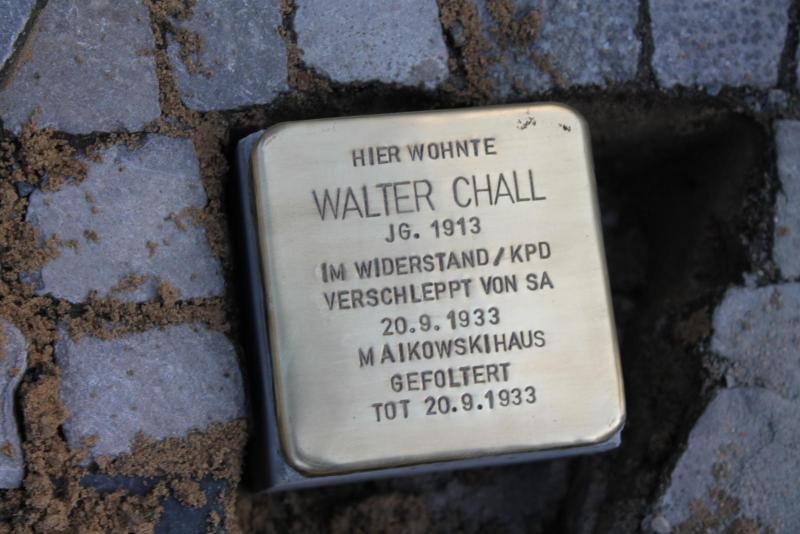 HIER WOHNTE
WALTER CHALL
JG. 1913
IM WIDERSTAND/KPD
VERSCHLEPPT VON SA
20.9.1933
MAIKOWSKIHAUS
GEFOLTERT
TOT 20.9.1933